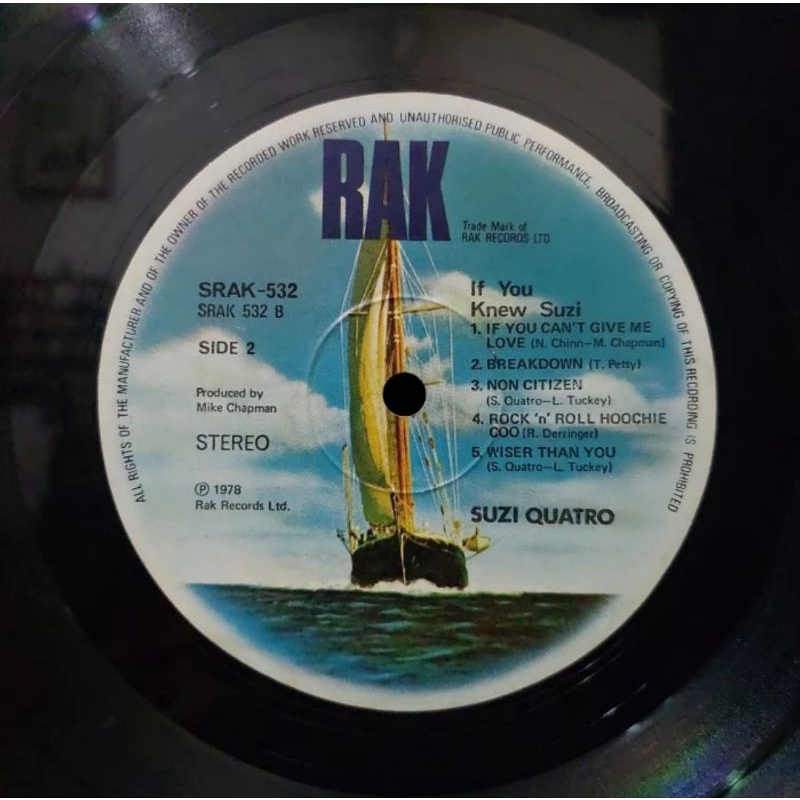 ALL RIGHTS OF THE MANUFACTURER AND OF THE OWNER OF THE RECORDED WORK RESERVED AND UNAUTHORISED PUBLIC PERFORMANCE, BROADCASTING OR COPYING OF THIS RECORDING IS PROHIBITED
RAK
Trade Mark of
RAK RECORDS LTD
SRAK-532
SRAK 532 B
SIDE 2
Produced by
Mike Chapman
STEREO
Ⓟ 1978
Rak Records Ltd.
If You
Knew Suzi
1. IF YOU CAN'T GIVE ME
LOVE (N. Chinn–M. Chapman)
2. BREAKDOWN (T. Petty)
3. NON CITIZEN
(S. Quatro–L. Tuckey)
4. ROCK 'n' ROLL HOOCHIE
COO (R. Derringer)
5. WISER THAN YOU
(S. Quatro–L. Tuckey)
SUZI QUATRO